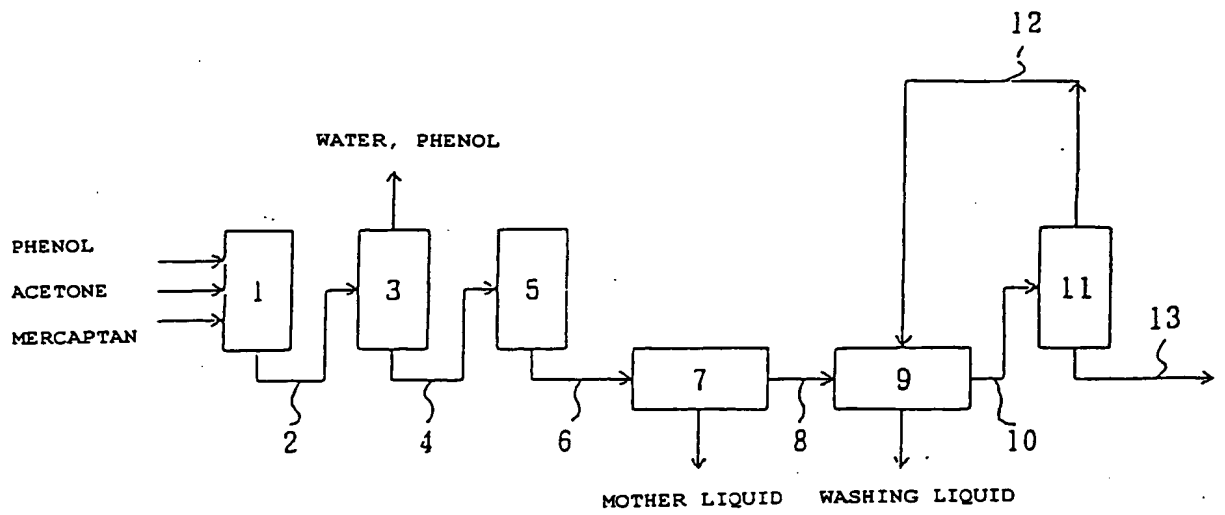 12
WATER, PHENOL
PHENOL
ACETONE
MERCAPTAN
1
3
5
11
13
7
9
2
4
6
8
10
MOTHER LIQUID
WASHING LIQUID